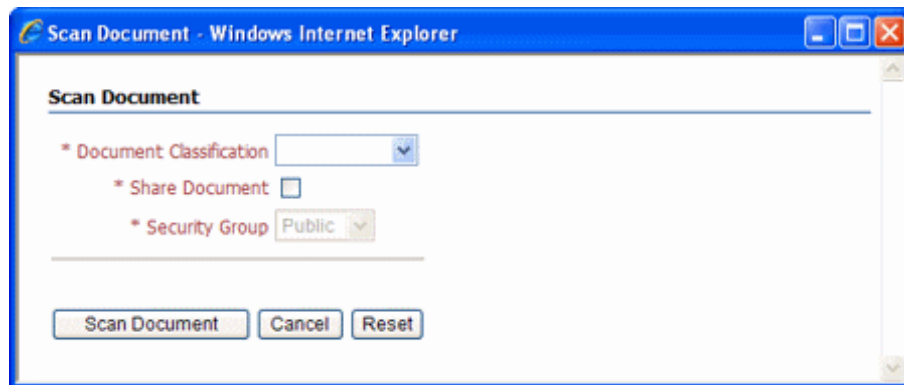 Scan Document - Windows Internet Explorer
Scan Document
* Document Classification
* Share Document
* Security Group Public
Scan Document Cancel Reset